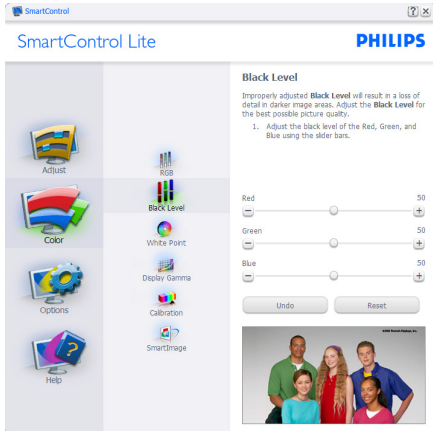 SmartControl
SmartControl Lite
PHILIPS
Adjust
Color
Options
Help
RGB
Black Level
White Point
Display Gamma
Calibration
SmartImage
Black Level
Improperly adjusted Black Level will result in a loss of
detail in darker image areas. Adjust the Black Level for
the best possible picture quality.
1. Adjust the black level of the Red, Green, and
Blue using the slider bars.
Red 50
Green 50
Blue 50
Undo Reset